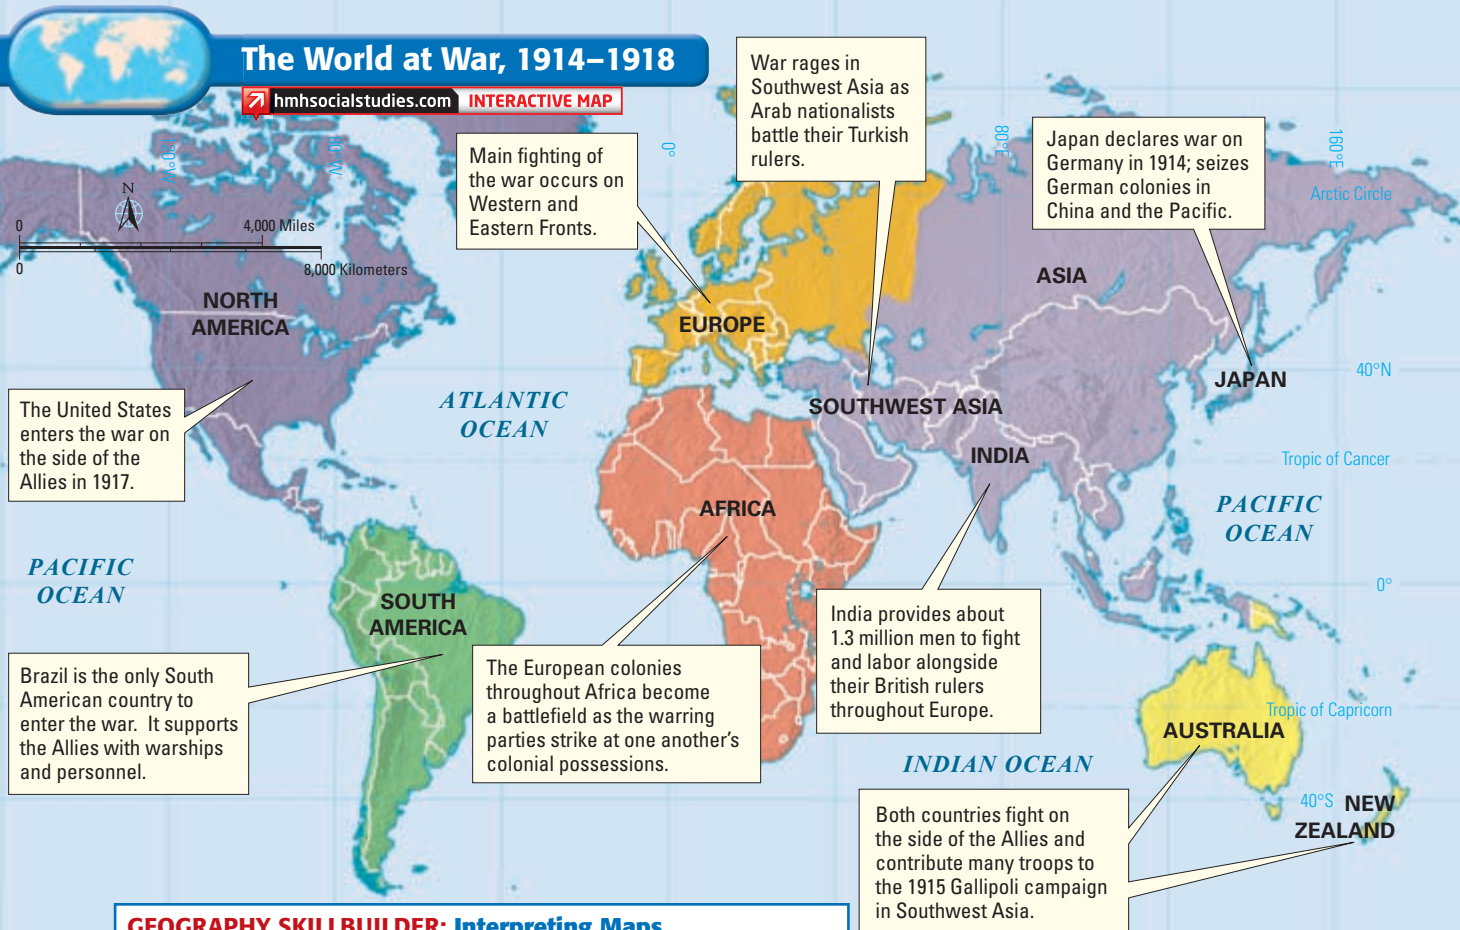 The World at War, 1914–1918
hmhsocialstudies.com INTERACTIVE MAP
War rages in
Southwest Asia as
Arab nationalists
battle their Turkish
rulers.
Main fighting of
the war occurs on
Western and
Eastern Fronts.
Japan declares war on
Germany in 1914; seizes
German colonies in
China and the Pacific.
120°W
80°W
0°
80°E
160°E
Arctic Circle
N
0
4,000 Miles
0
8,000 Kilometers
NORTH
AMERICA
EUROPE
ASIA
JAPAN
40°N
SOUTHWEST ASIA
ATLANTIC
OCEAN
The United States
enters the war on
the side of the
Allies in 1917.
INDIA
Tropic of Cancer
AFRICA
PACIFIC
OCEAN
PACIFIC
OCEAN
0°
SOUTH
AMERICA
India provides about
1.3 million men to fight
and labor alongside
their British rulers
throughout Europe.
Brazil is the only South
American country to
enter the war. It supports
the Allies with warships
and personnel.
The European colonies
throughout Africa become
a battlefield as the warring
parties strike at one another's
colonial possessions.
Tropic of Capricorn
AUSTRALIA
INDIAN OCEAN
40°S
NEW
ZEALAND
Both countries fight on
the side of the Allies and
contribute many troops to
the 1915 Gallipoli campaign
in Southwest Asia.
GEOGRAPHY SKILLBUILDER: Interpreting Maps